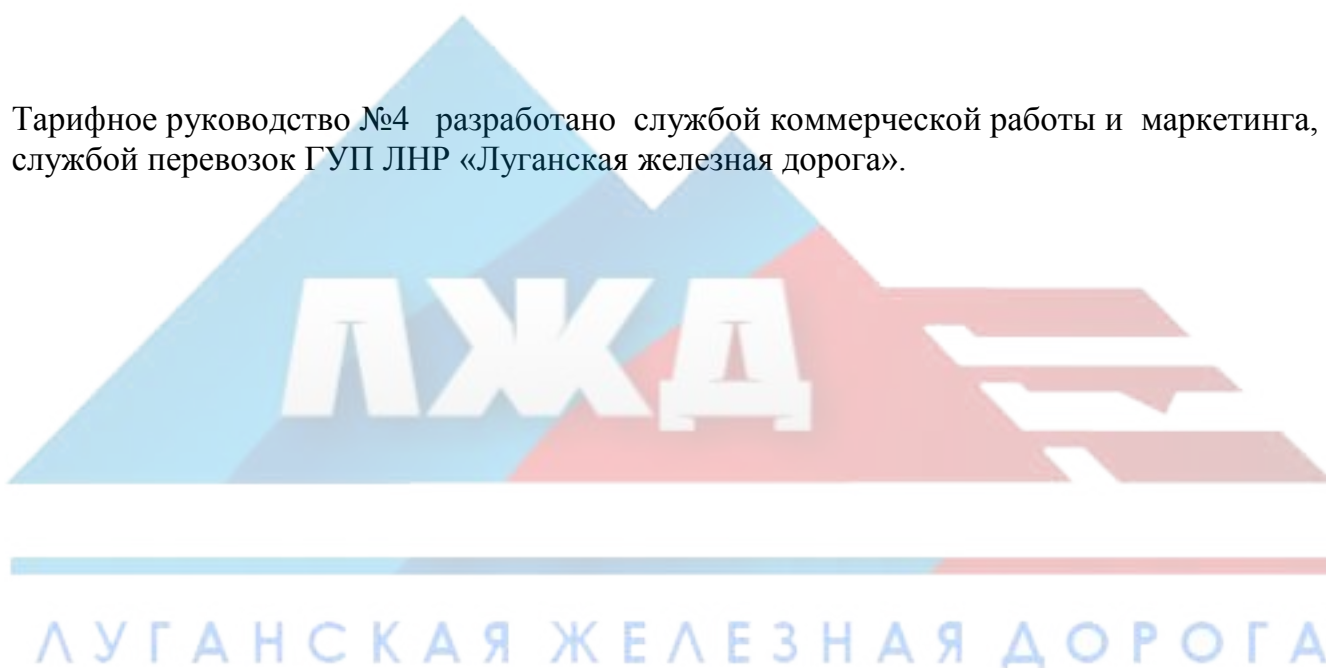 Тарифное руководство №4 разработано службой коммерческой работы и маркетинга,
службой перевозок ГУП ЛНР «Луганская железная дорога».
ЛЖД
ЛУГАНСКАЯ ЖЕЛЕЗНАЯ ДОРОГА